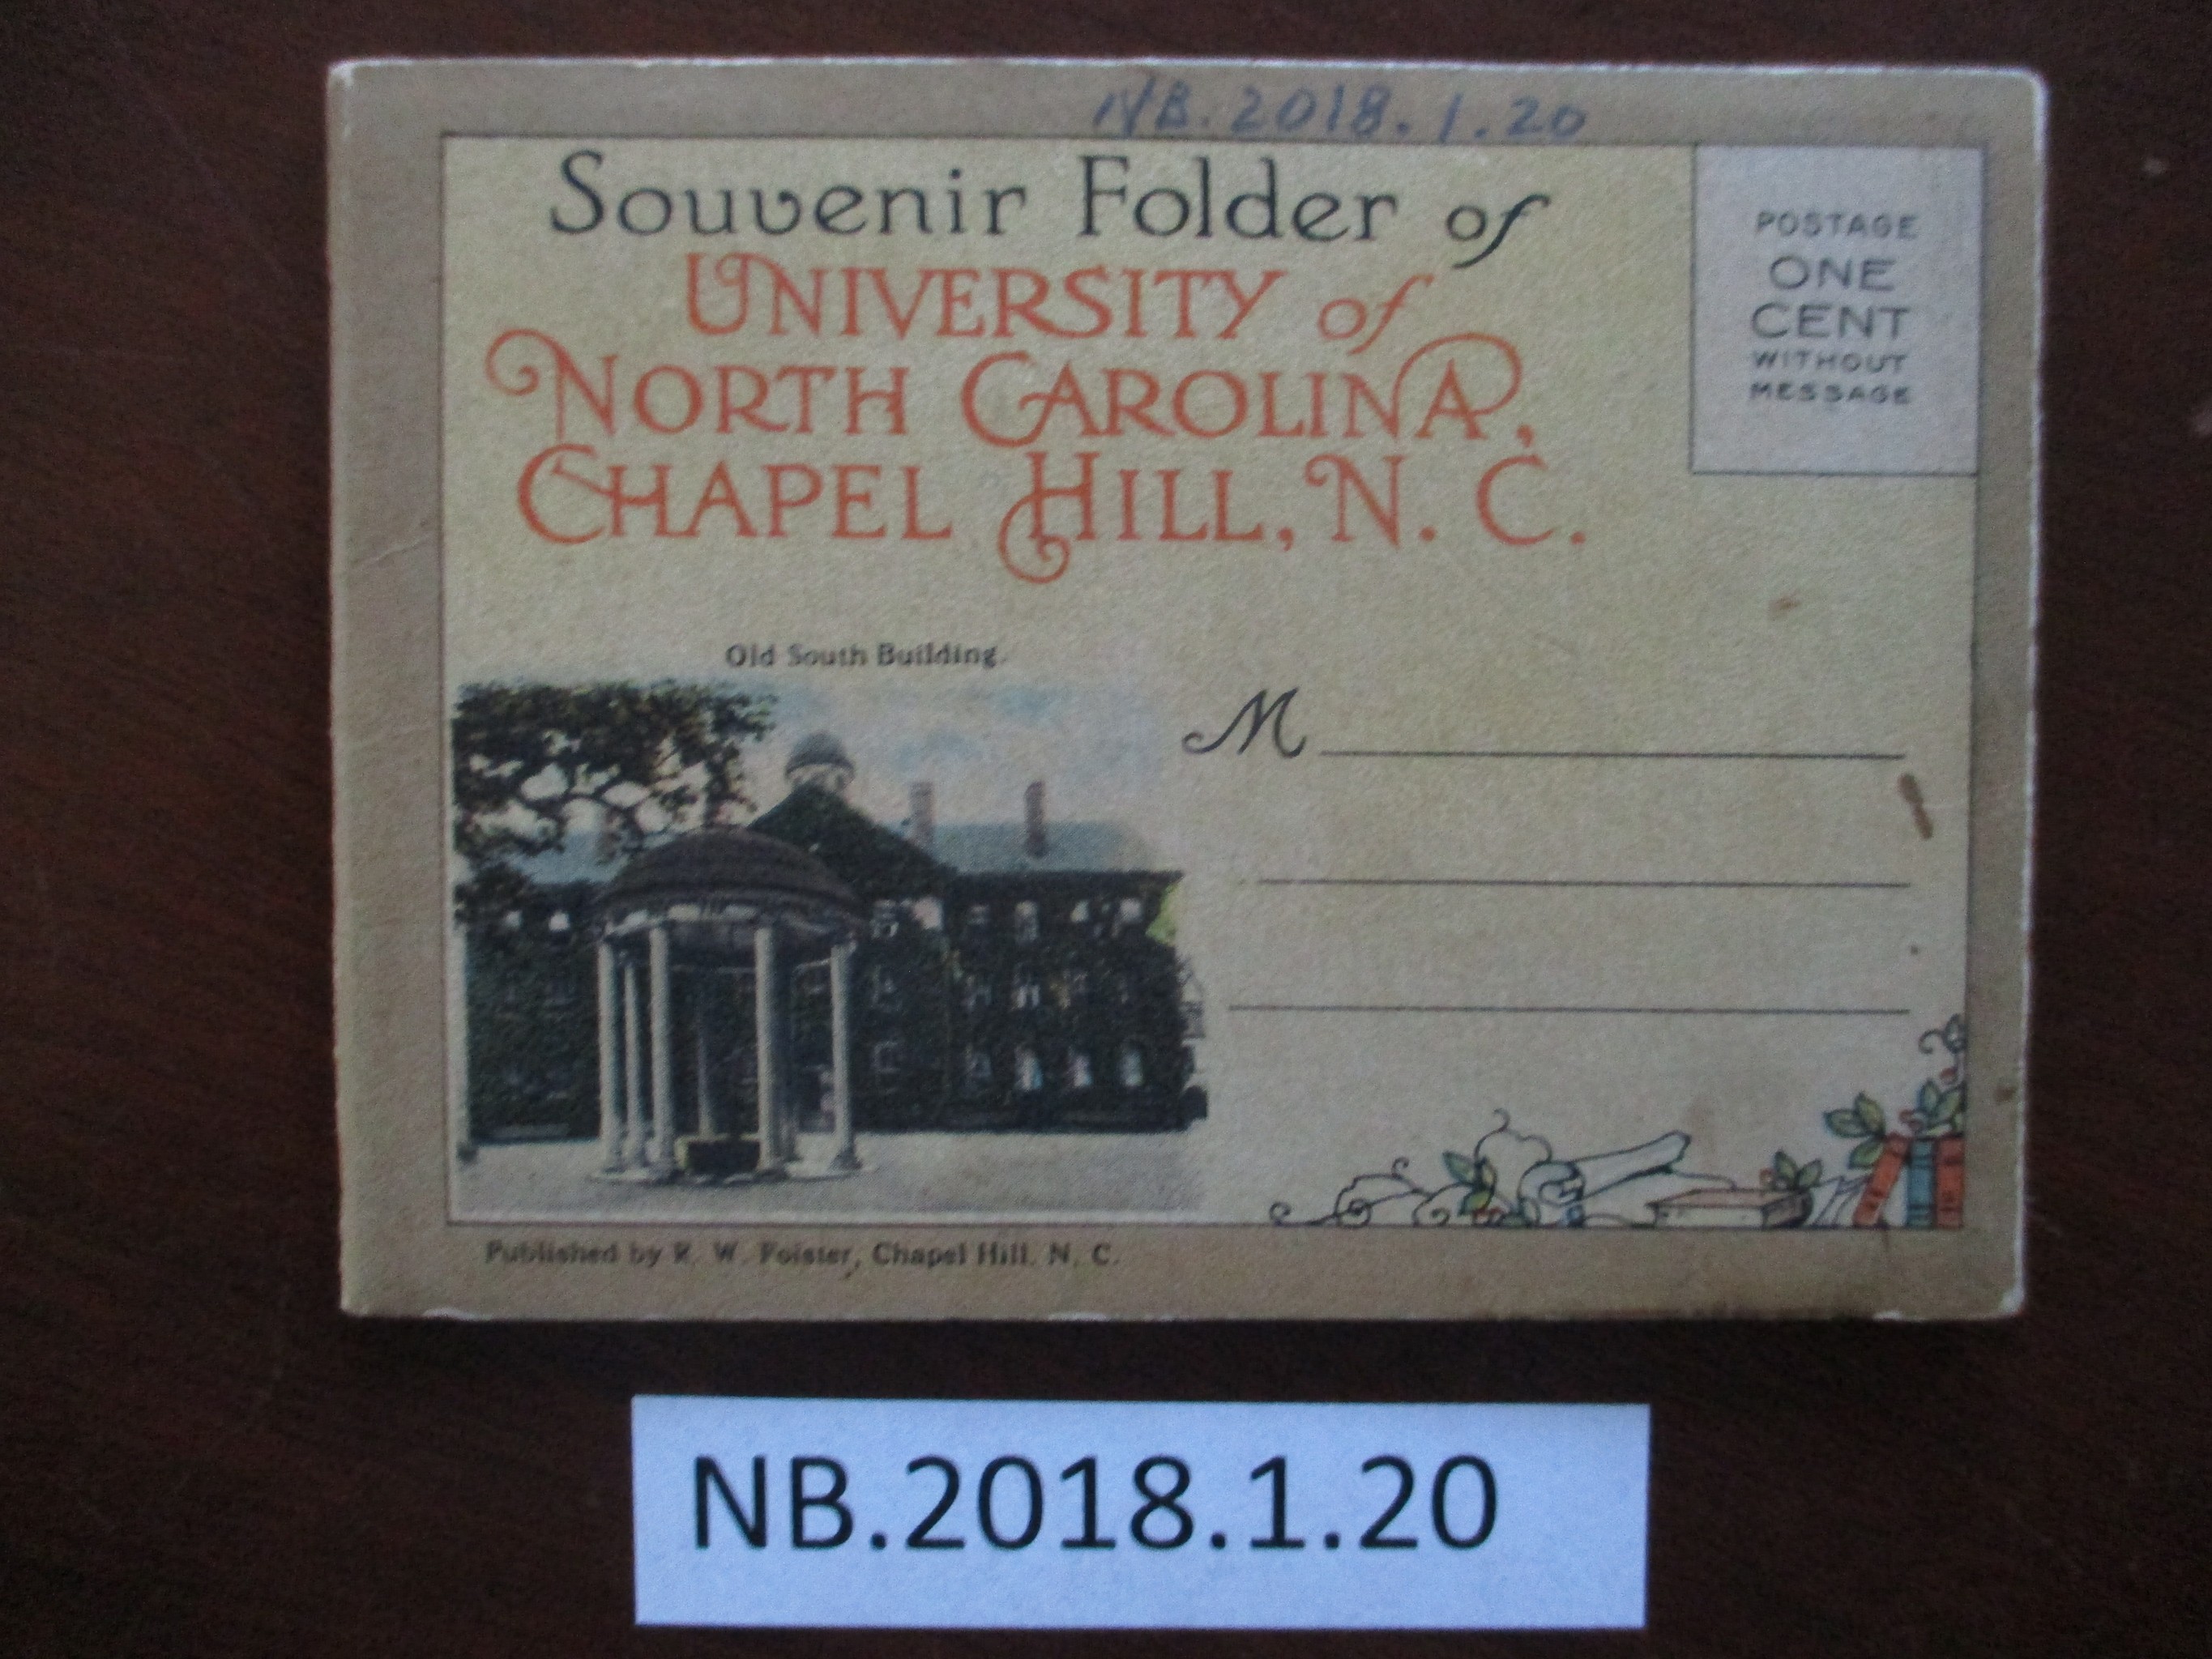 NB.2018.1.20
Souvenir Folder of
UNIVERSITY of
NORTH CAROLINA,
CHAPEL HILL, N. C.
POSTAGE
ONE
CENT
WITHOUT
MESSAGE
Old South Building.
M
Published by R. W. Foister, Chapel Hill. N. C.
NB.2018.1.20